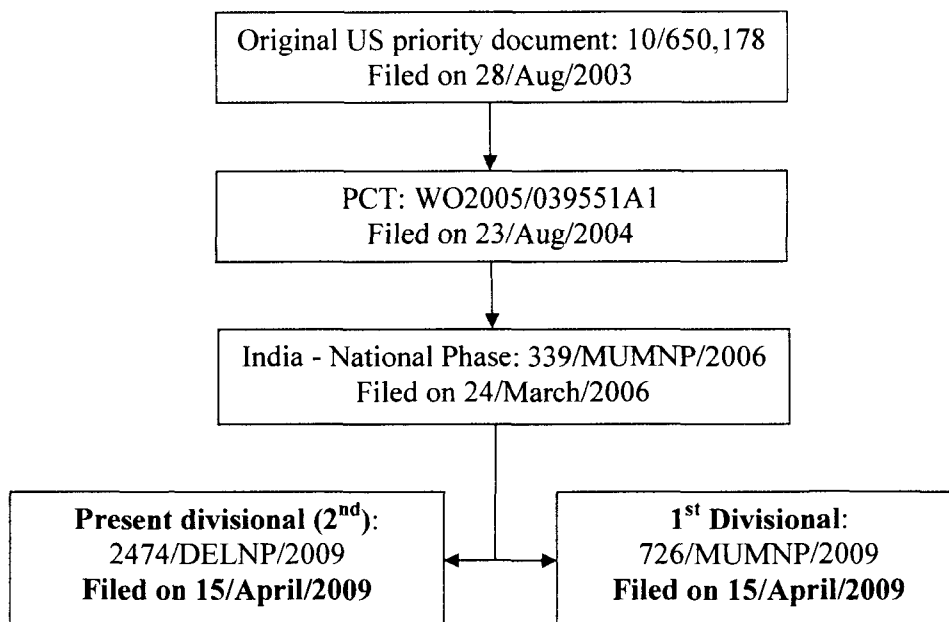 Original US priority document: 10/650,178
Filed on 28/Aug/2003
PCT: WO2005/039551A1
Filed on 23/Aug/2004
India - National Phase: 339/MUMNP/2006
Filed on 24/March/2006
Present divisional (2nd):
2474/DELNP/2009
Filed on 15/April/2009
1st Divisional:
726/MUMNP/2009
Filed on 15/April/2009